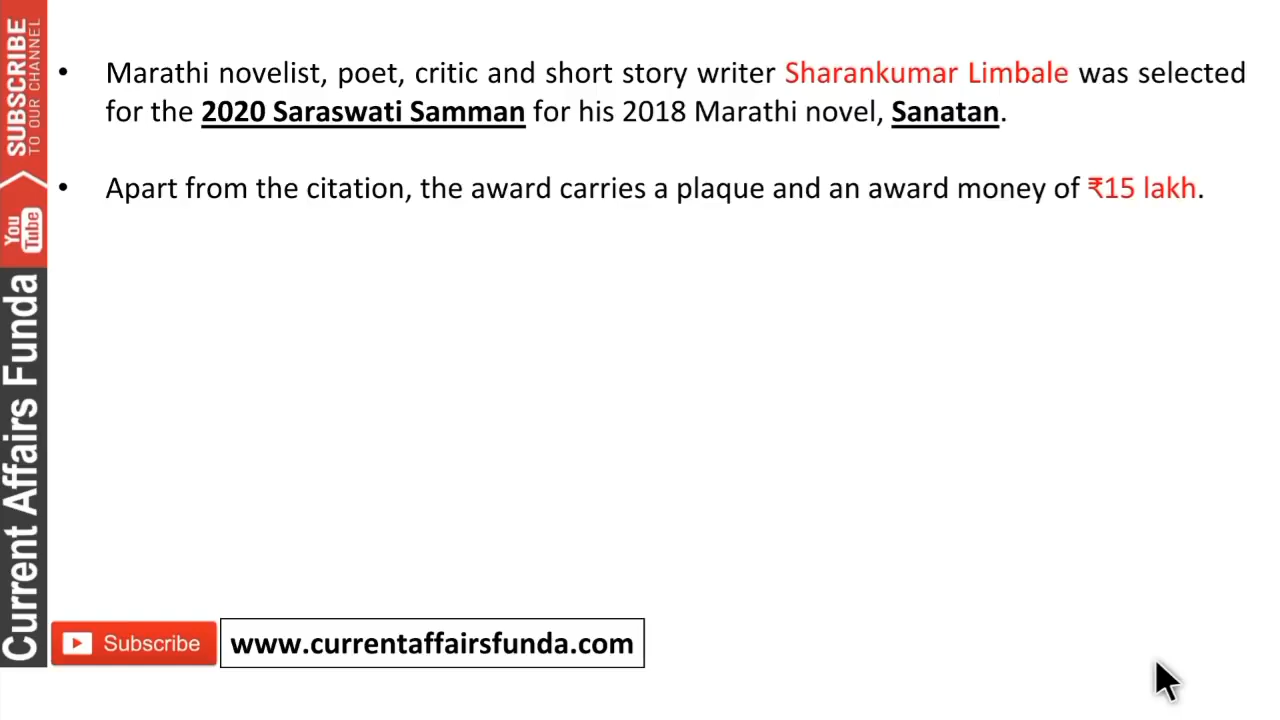 • Marathi novelist, poet, critic and short story writer Sharankumar Limbale was selected
for the 2020 Saraswati Samman for his 2018 Marathi novel, Sanatan.
• Apart from the citation, the award carries a plaque and an award money of ₹15 lakh.
SUBSCRIBE
TO OUR CHANNEL
You
Tube
Current Affairs Funda
Subscribe
www.currentaffairsfunda.com